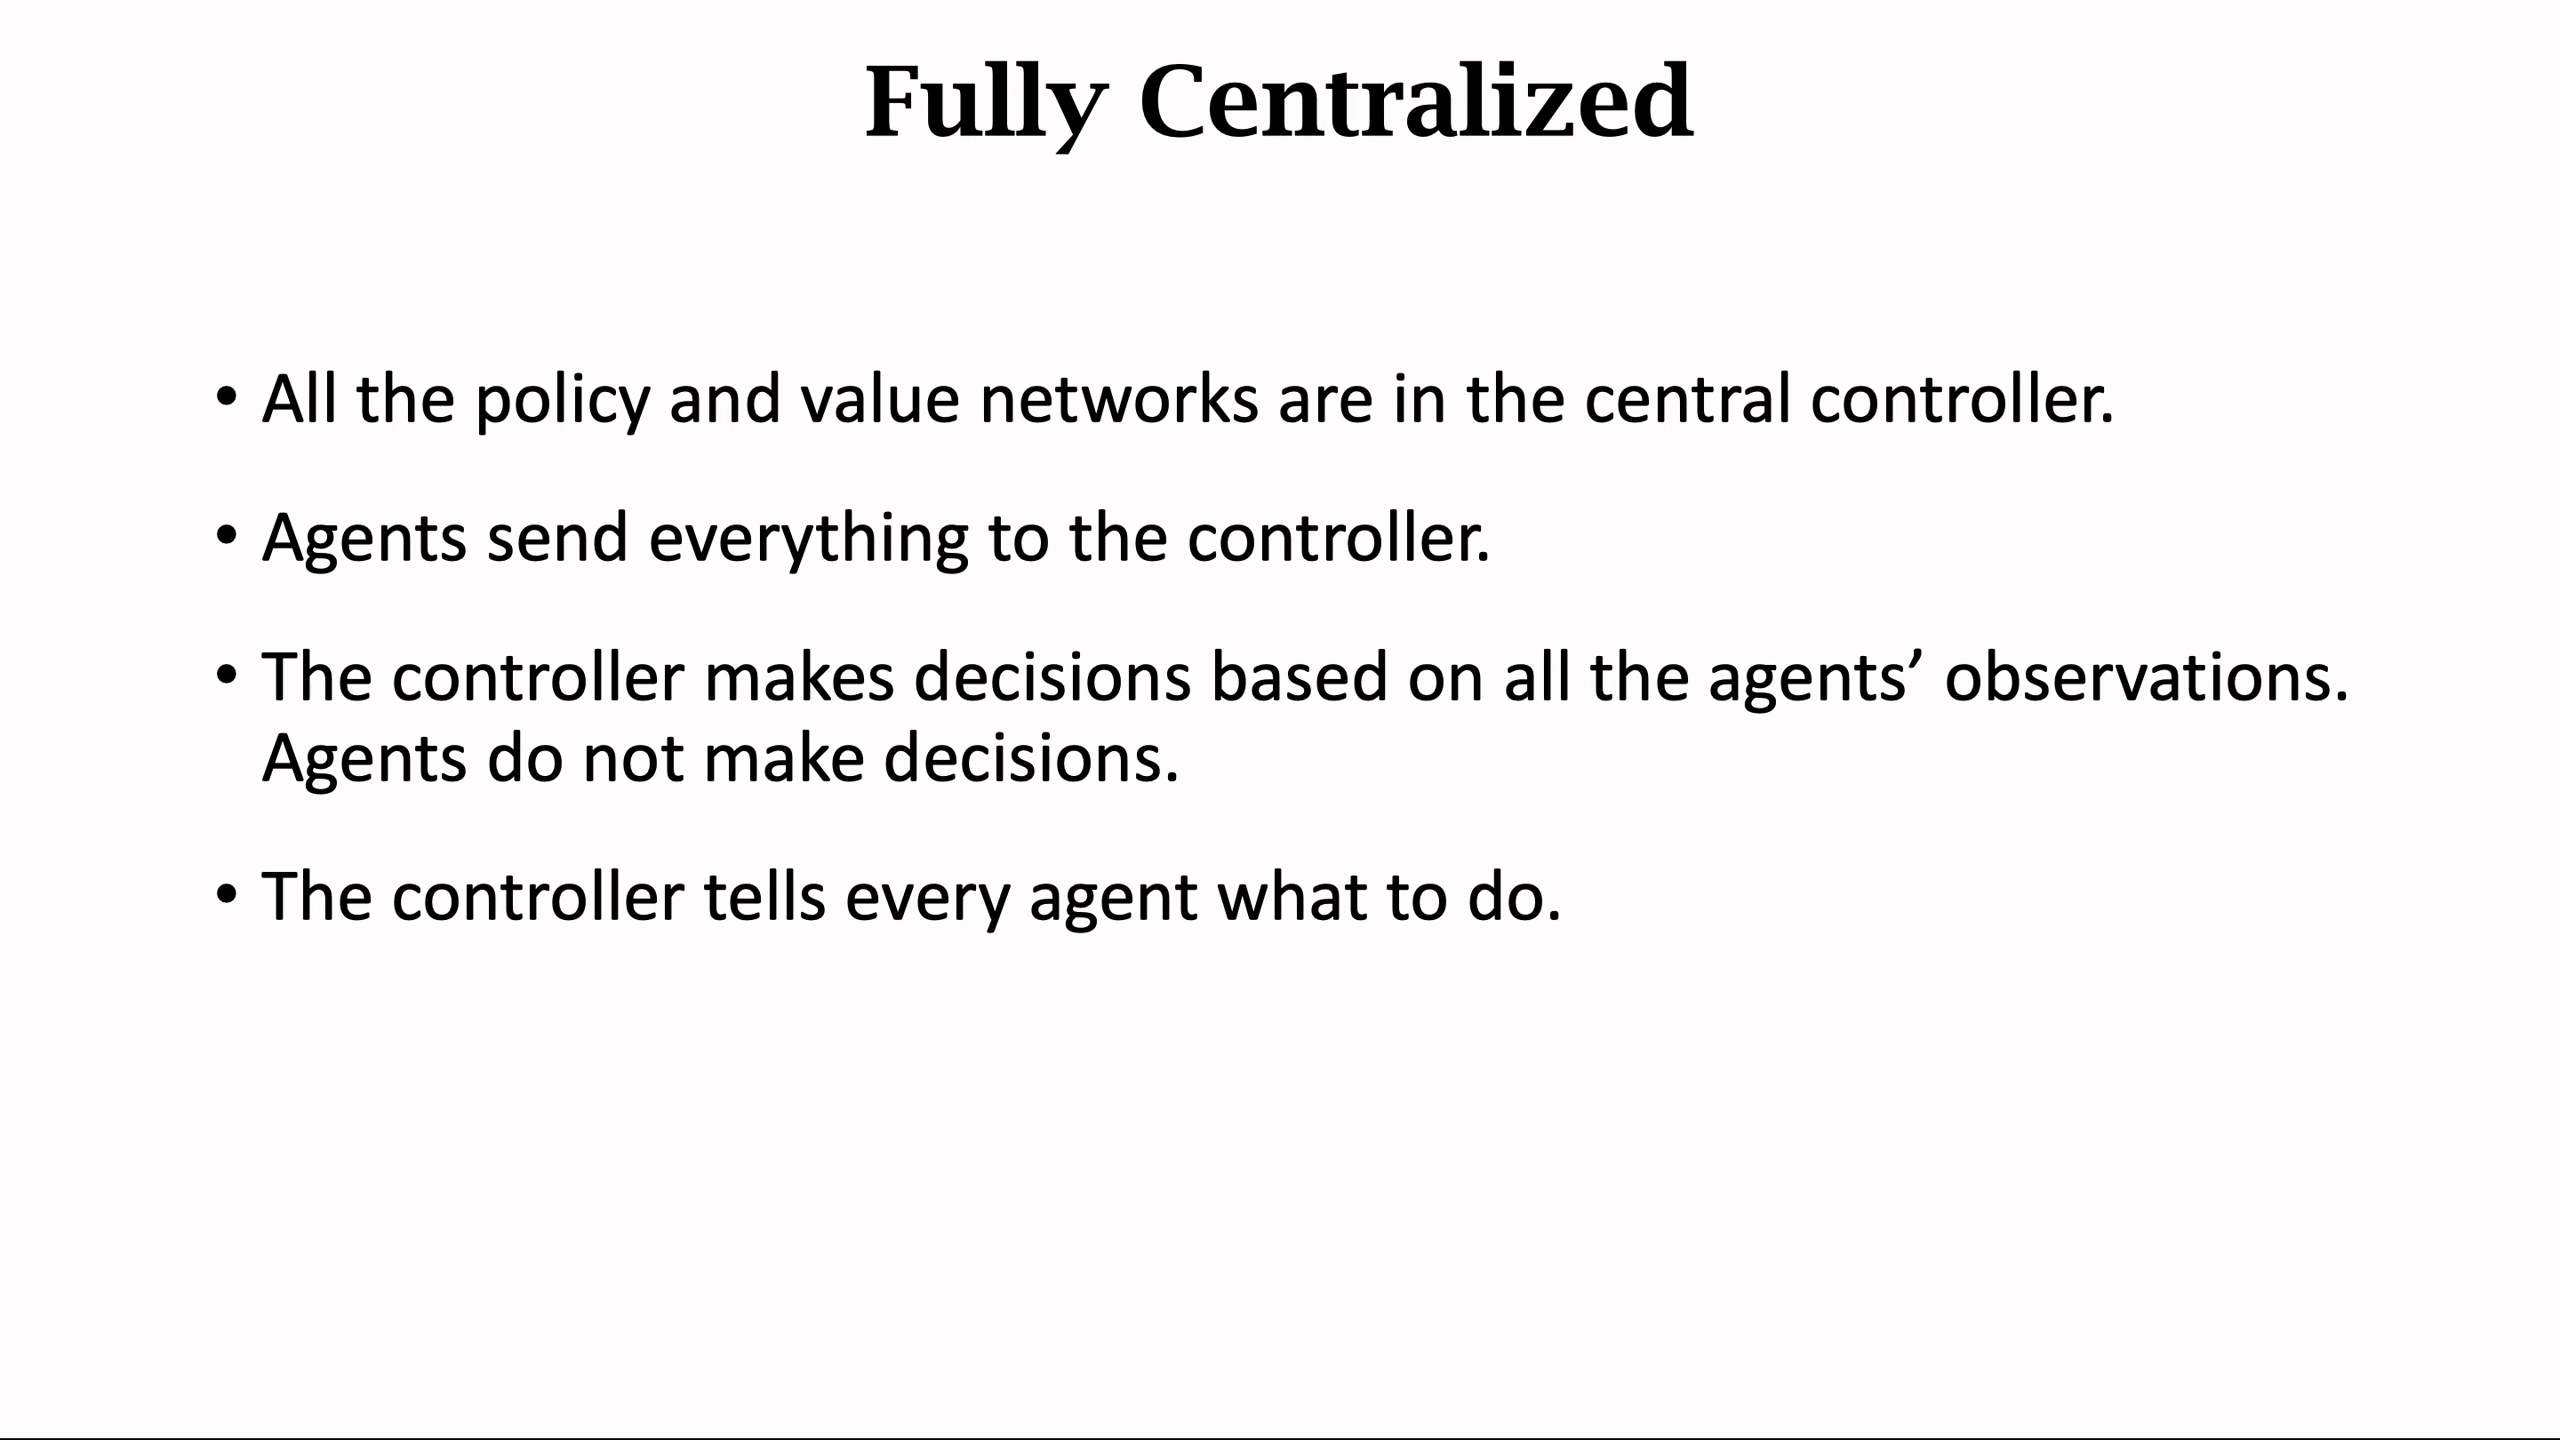 Fully Centralized
• All the policy and value networks are in the central controller.
• Agents send everything to the controller.
• The controller makes decisions based on all the agents’ observations.
Agents do not make decisions.
• The controller tells every agent what to do.